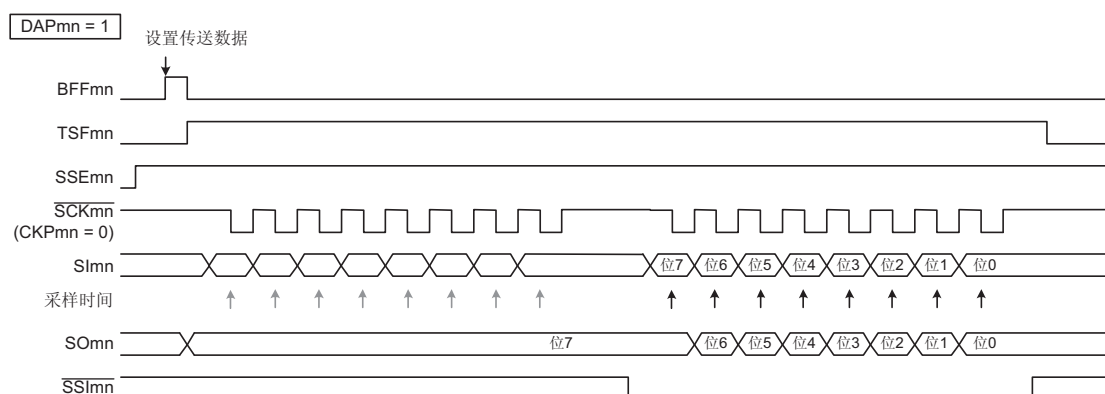 DAPmn = 1
设置传送数据
BFFmn
TSFmn
SSEmn
SCKmn
(CKPmn = 0)
SImn 位7 位6 位5 位4 位3 位2 位1 位0
采样时间
SOmn 位7 位6 位5 位4 位3 位2 位1 位0
SSImn